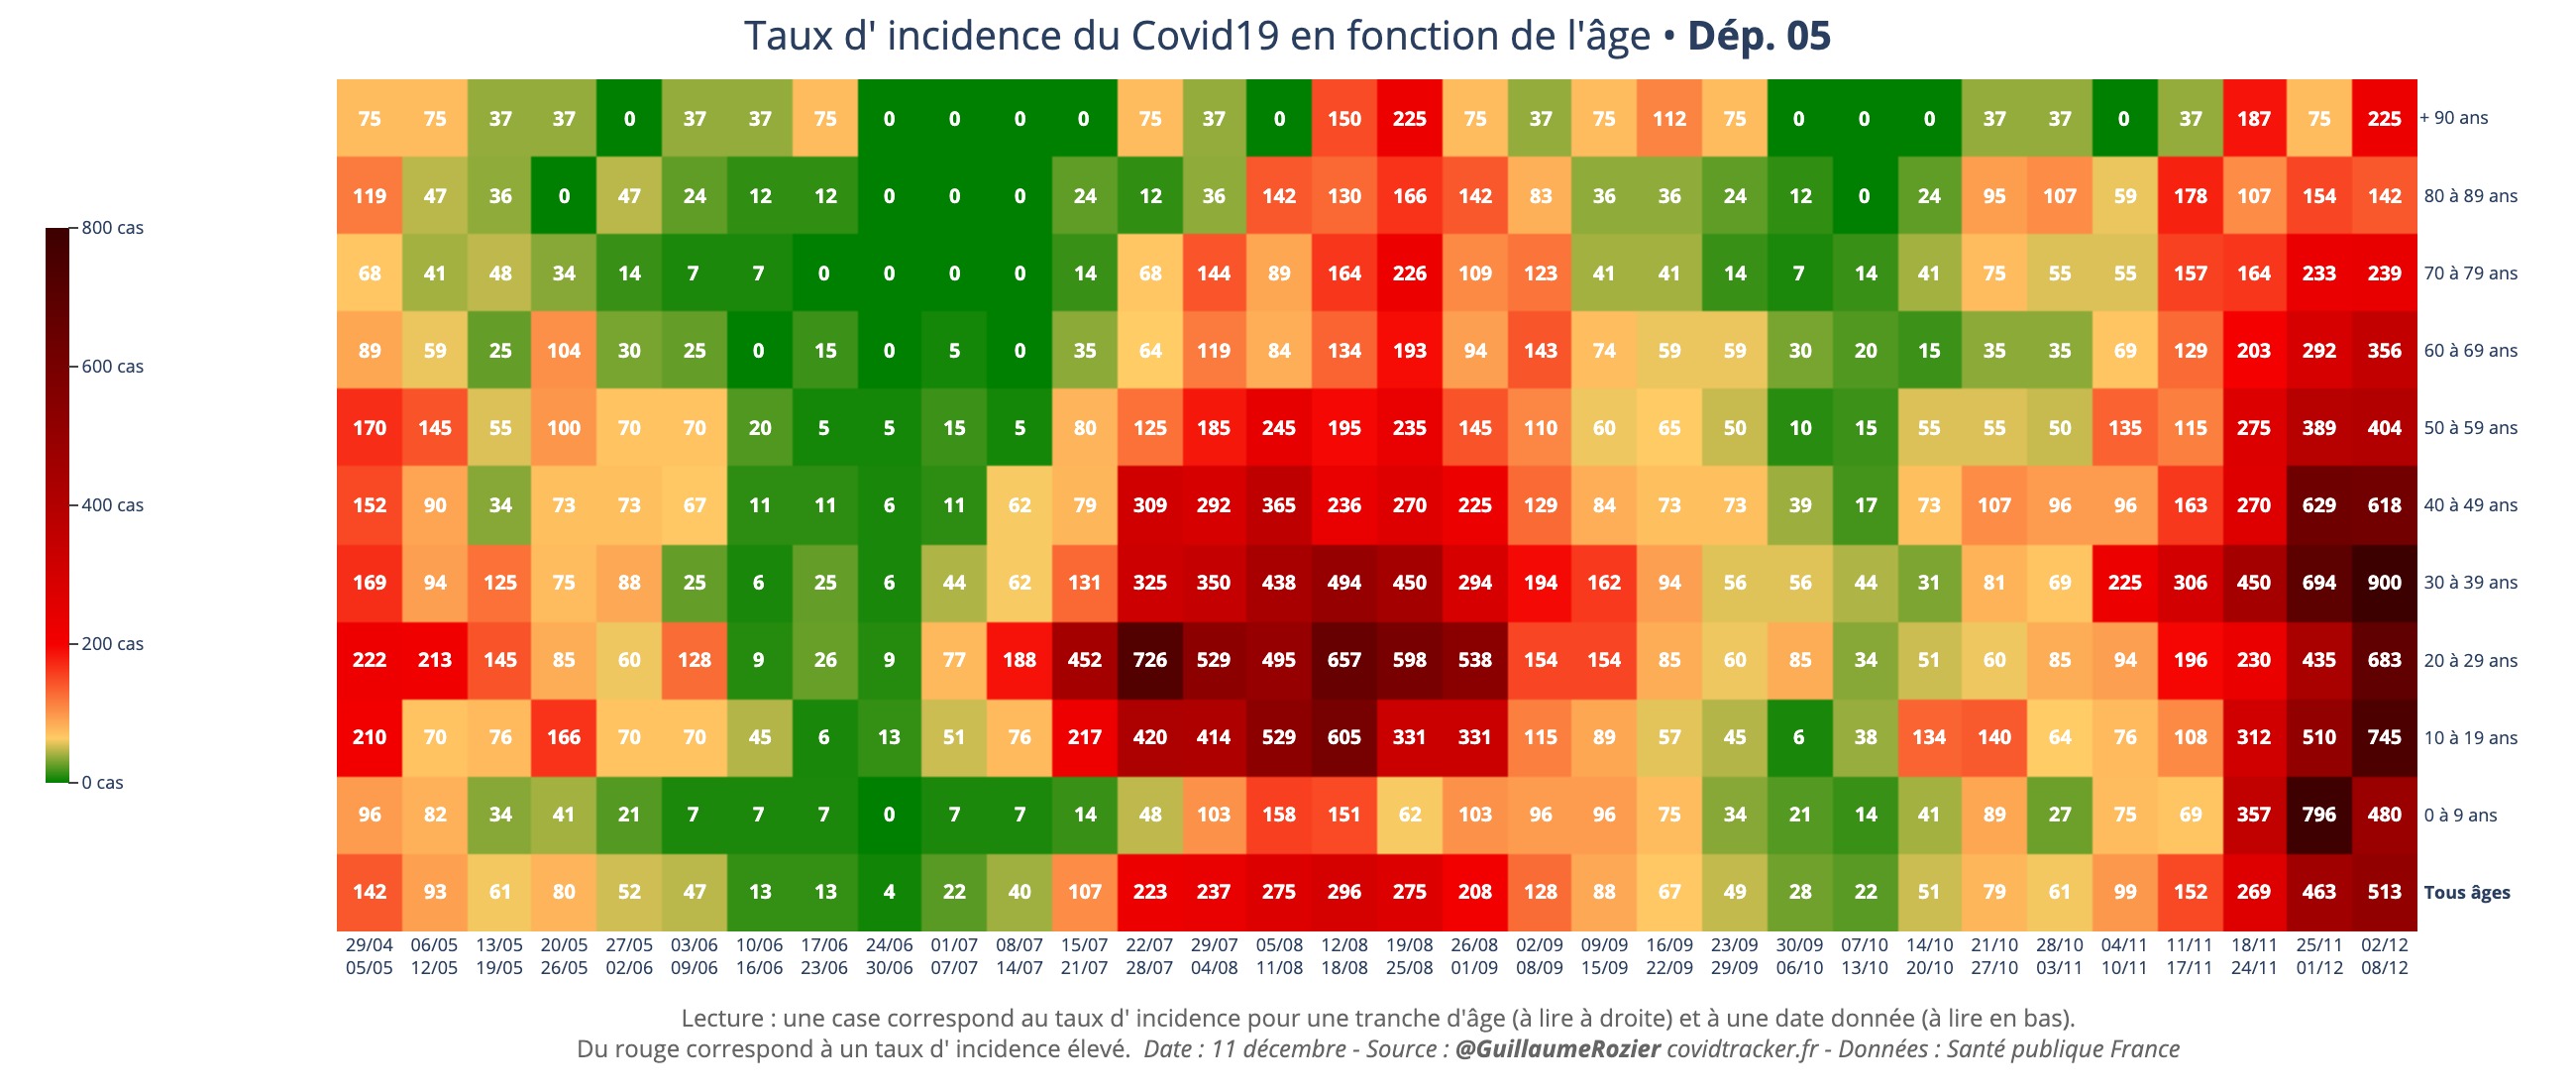 Taux d' incidence du Covid19 en fonction de l'âge • Dép. 05
75 75 37 37 0 37 37 75 0 0 0 0 75 37 0 150 225 75 37 75 112 75 0 0 0 37 37 0 37 187 75 225 + 90 ans
119 47 36 0 47 24 12 12 0 0 0 24 12 36 142 130 166 142 83 36 36 24 12 0 24 95 107 59 178 107 154 142 80 à 89 ans
800 cas
68 41 48 34 14 7 7 0 0 0 0 14 68 144 89 164 226 109 123 41 41 14 7 14 41 75 55 55 157 164 233 239 70 à 79 ans
89 59 25 104 30 25 0 15 0 5 0 35 64 119 84 134 193 94 143 74 59 59 30 20 15 35 35 69 129 203 292 356 60 à 69 ans
600 cas
170 145 55 100 70 70 20 5 5 15 5 80 125 185 245 195 235 145 110 60 65 50 10 15 55 55 50 135 115 275 389 404 50 à 59 ans
152 90 34 73 73 67 11 11 6 11 62 79 309 292 365 236 270 225 129 84 73 73 39 17 73 107 96 96 163 270 629 618 40 à 49 ans
400 cas
169 94 125 75 88 25 6 25 6 44 62 131 325 350 438 494 450 294 194 162 94 56 56 44 31 81 69 225 306 450 694 900 30 à 39 ans
200 cas
222 213 145 85 60 128 9 26 9 77 188 452 726 529 495 657 598 538 154 154 85 60 85 34 51 60 85 94 196 230 435 683 20 à 29 ans
210 70 76 166 70 70 45 6 13 51 76 217 420 414 529 605 331 331 115 89 57 45 6 38 134 140 64 76 108 312 510 745 10 à 19 ans
0 cas
96 82 34 41 21 7 7 7 0 7 7 14 48 103 158 151 62 103 96 96 75 34 21 14 41 89 27 75 69 357 796 480 0 à 9 ans
142 93 61 80 52 47 13 13 4 22 40 107 223 237 275 296 275 208 128 88 67 49 28 22 51 79 61 99 152 269 463 513 Tous âges
29/04 06/05 13/05 20/05 27/05 03/06 10/06 17/06 24/06 01/07 08/07 15/07 22/07 29/07 05/08 12/08 19/08 26/08 02/09 09/09 16/09 23/09 30/09 07/10 14/10 21/10 28/10 04/11 11/11 18/11 25/11 02/12
05/05 12/05 19/05 26/05 02/06 09/06 16/06 23/06 30/06 07/07 14/07 21/07 28/07 04/08 11/08 18/08 25/08 01/09 08/09 15/09 22/09 29/09 06/10 13/10 20/10 27/10 03/11 10/11 17/11 24/11 01/12 08/12
Lecture : une case correspond au taux d' incidence pour une tranche d'âge (à lire à droite) et à une date donnée (à lire en bas).
Du rouge correspond à un taux d' incidence élevé. Date : 11 décembre - Source : @GuillaumeRozier covidtracker.fr - Données : Santé publique France